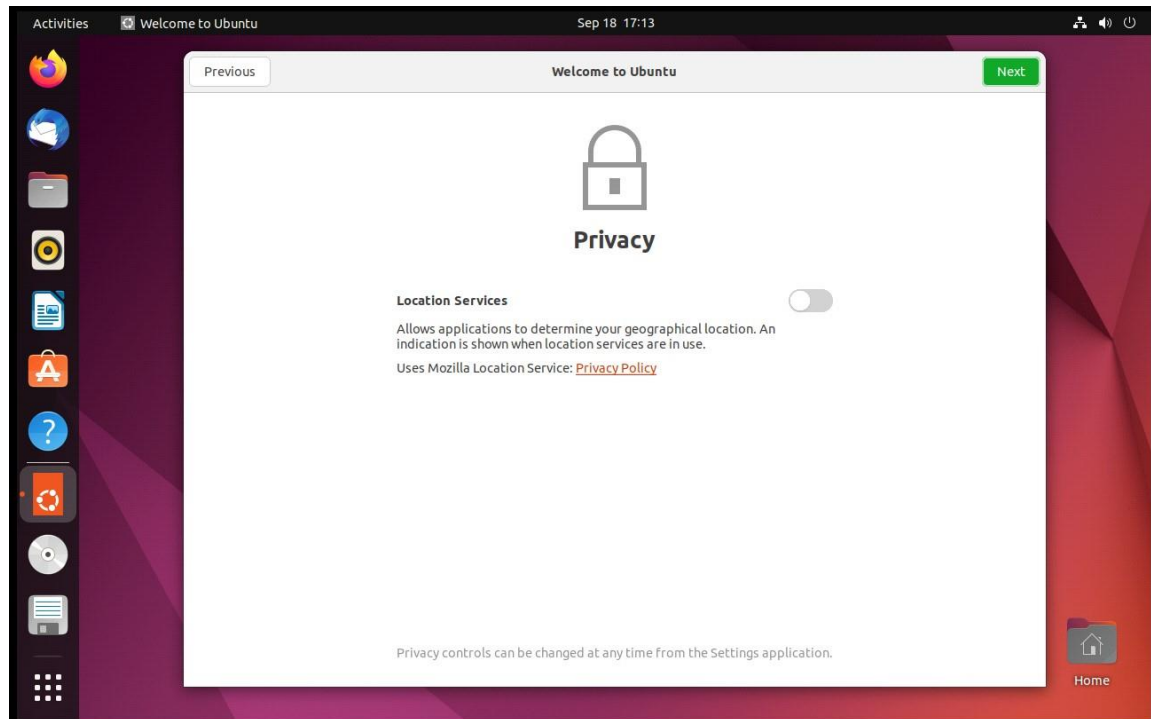 Activities Welcome to Ubuntu Sep 18 17:13
Previous Welcome to Ubuntu Next
Privacy
Location Services
Allows applications to determine your geographical location. An
indication is shown when location services are in use.
Uses Mozilla Location Service: Privacy Policy
Privacy controls can be changed at any time from the Settings application.
Home